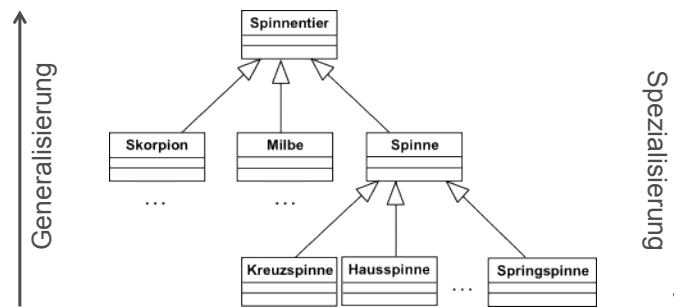 Spinnentier
Generalisierung
Spezialisierung
Skorpion
Milbe
Spinne
...
...
Kreuzspinne
Hausspinne
...
Springspinne